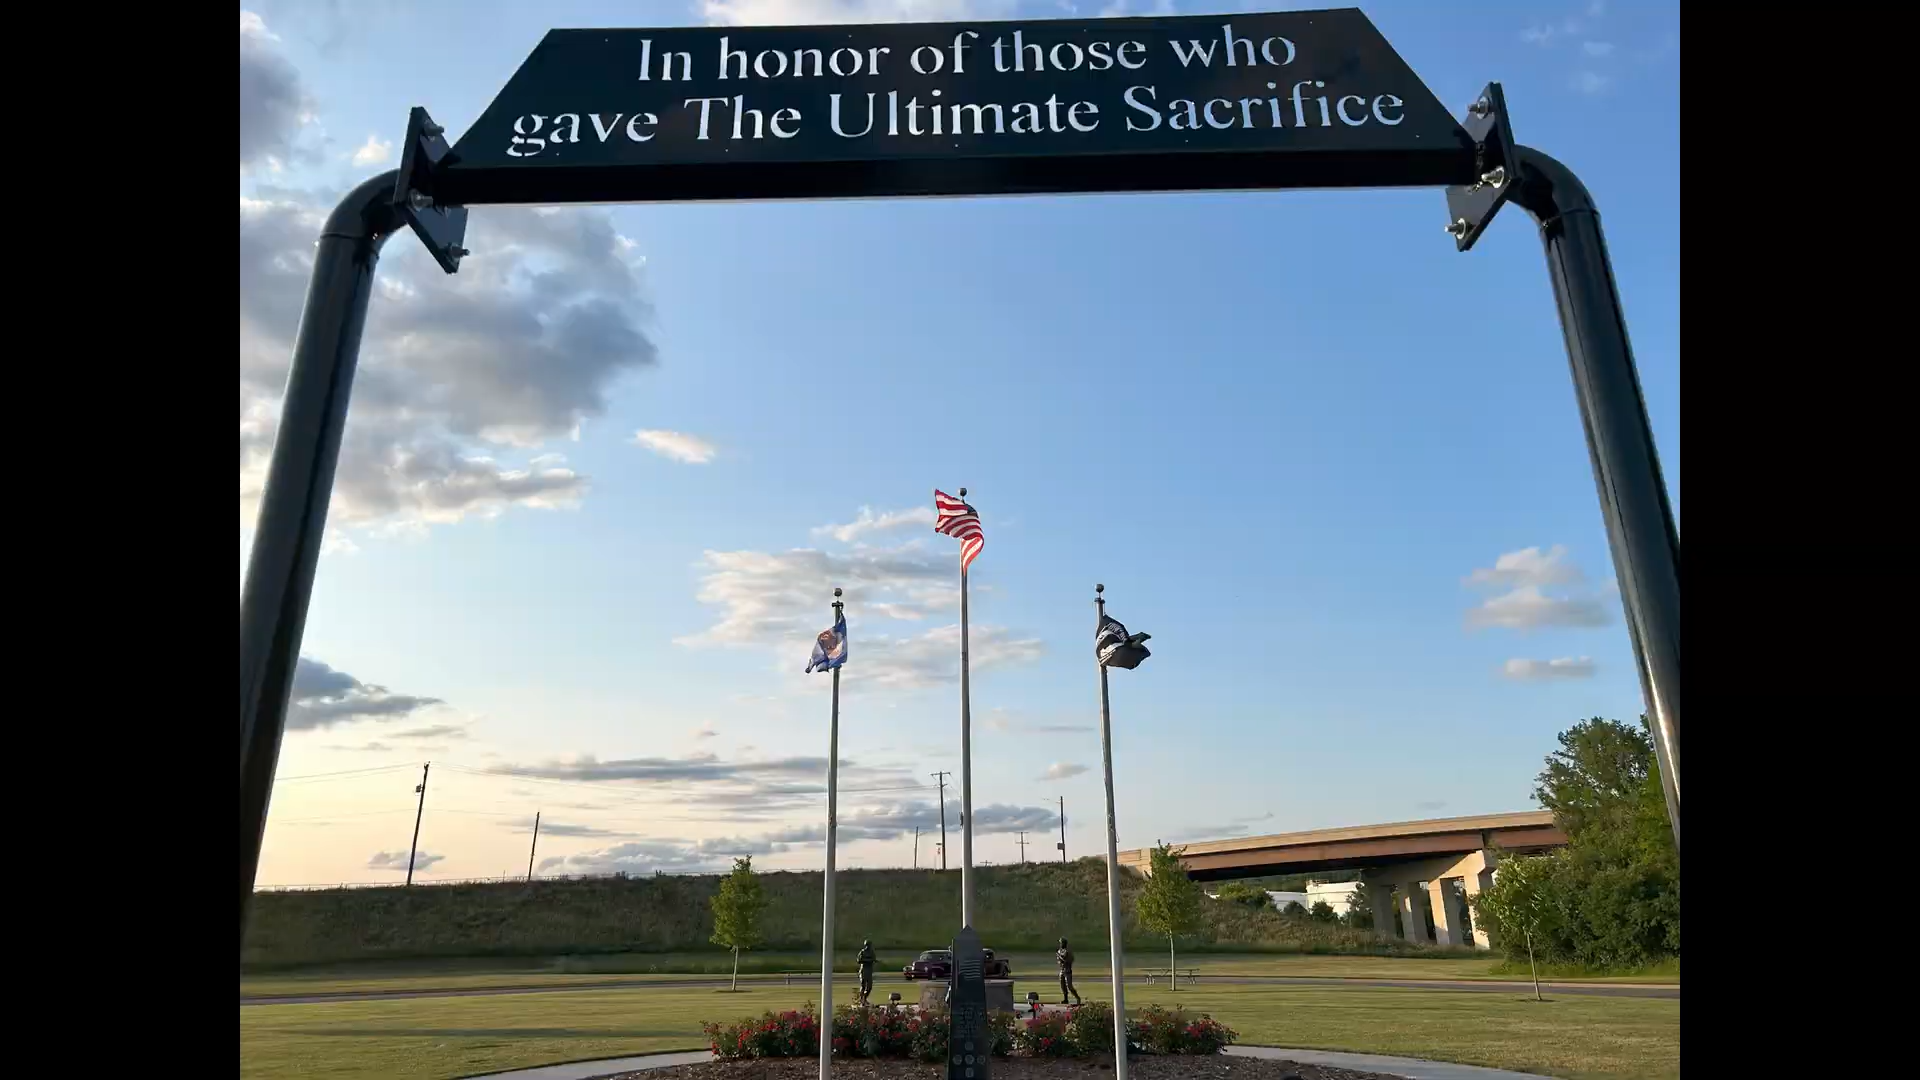 In honor of those who
gave The Ultimate Sacrifice